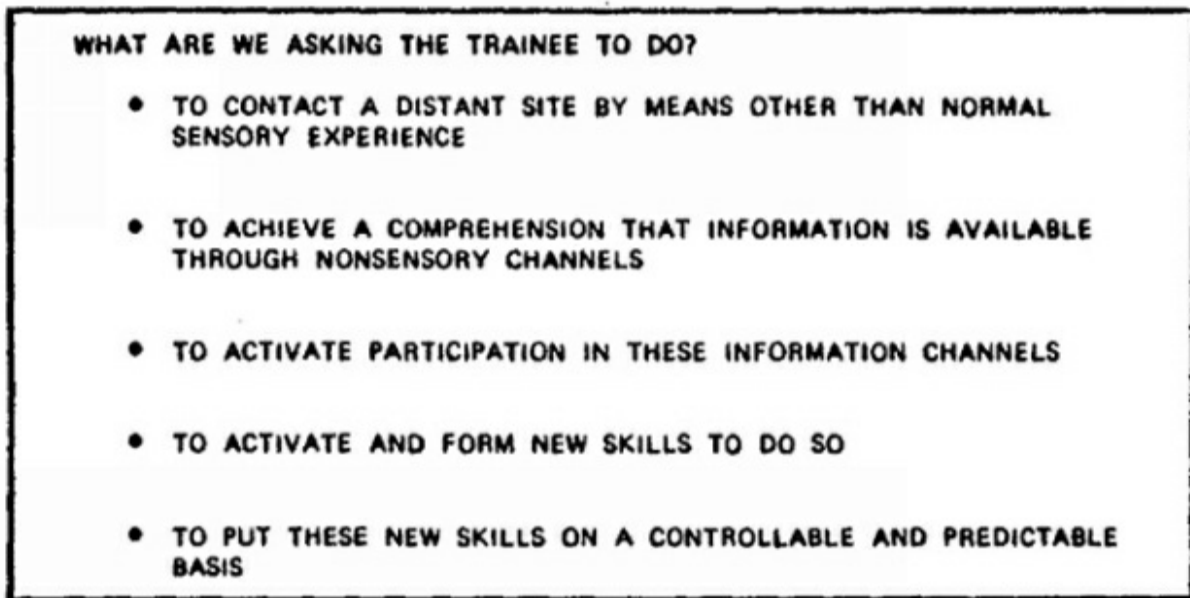 WHAT ARE WE ASKING THE TRAINEE TO DO?
• TO CONTACT A DISTANT SITE BY MEANS OTHER THAN NORMAL
SENSORY EXPERIENCE
• TO ACHIEVE A COMPREHENSION THAT INFORMATION IS AVAILABLE
THROUGH NONSENSORY CHANNELS
• TO ACTIVATE PARTICIPATION IN THESE INFORMATION CHANNELS
• TO ACTIVATE AND FORM NEW SKILLS TO DO SO
• TO PUT THESE NEW SKILLS ON A CONTROLLABLE AND PREDICTABLE
BASIS